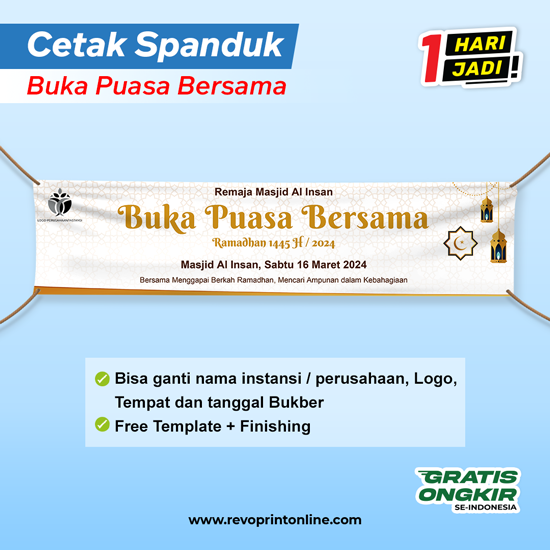 Cetak Spanduk
Buka Puasa Bersama
1 HARI
JADI!
Remaja Masjid Al Insan
Buka Puasa Bersama
Ramadhan 1445 H / 2024
Masjid Al Insan, Sabtu 16 Maret 2024
Bersama Menggapai Berkah Ramadhan, Mencari Ampunan dalam Kebahagiaan
Bisa ganti nama instansi / perusahaan, Logo,
Tempat dan tanggal Bukber
Free Template + Finishing
GRATIS
ONGKIR
SE-INDONESIA
www.revoprintonline.com